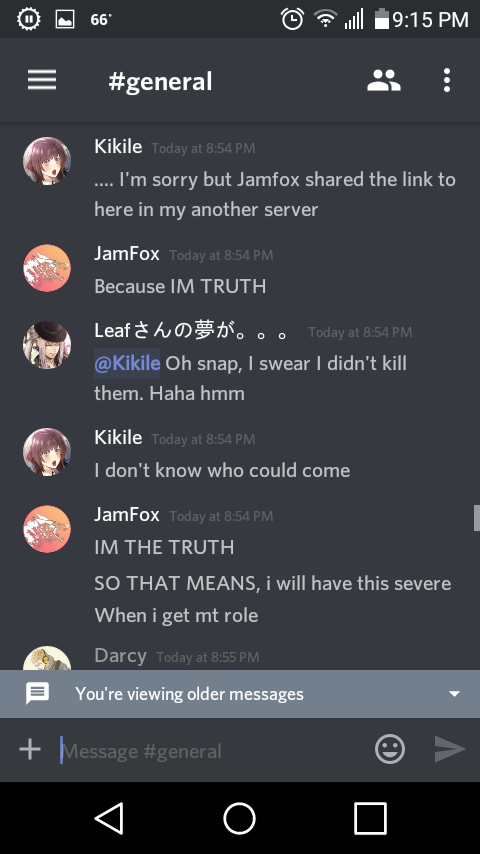 66°
9:15 PM
#general
Kikile Today at 8:54 PM
.... I'm sorry but Jamfox shared the link to
here in my another server
JamFox Today at 8:54 PM
Because IM TRUTH
Leafさんの夢が。。。 Today at 8:54 PM
@Kikile Oh snap, I swear I didn't kill
them. Haha hmm
Kikile Today at 8:54 PM
I don't know who could come
JamFox Today at 8:54 PM
IM THE TRUTH
SO THAT MEANS, i will have this severe
When i get mt role
Darcy Today at 8:55 PM
You're viewing older messages
Message #general